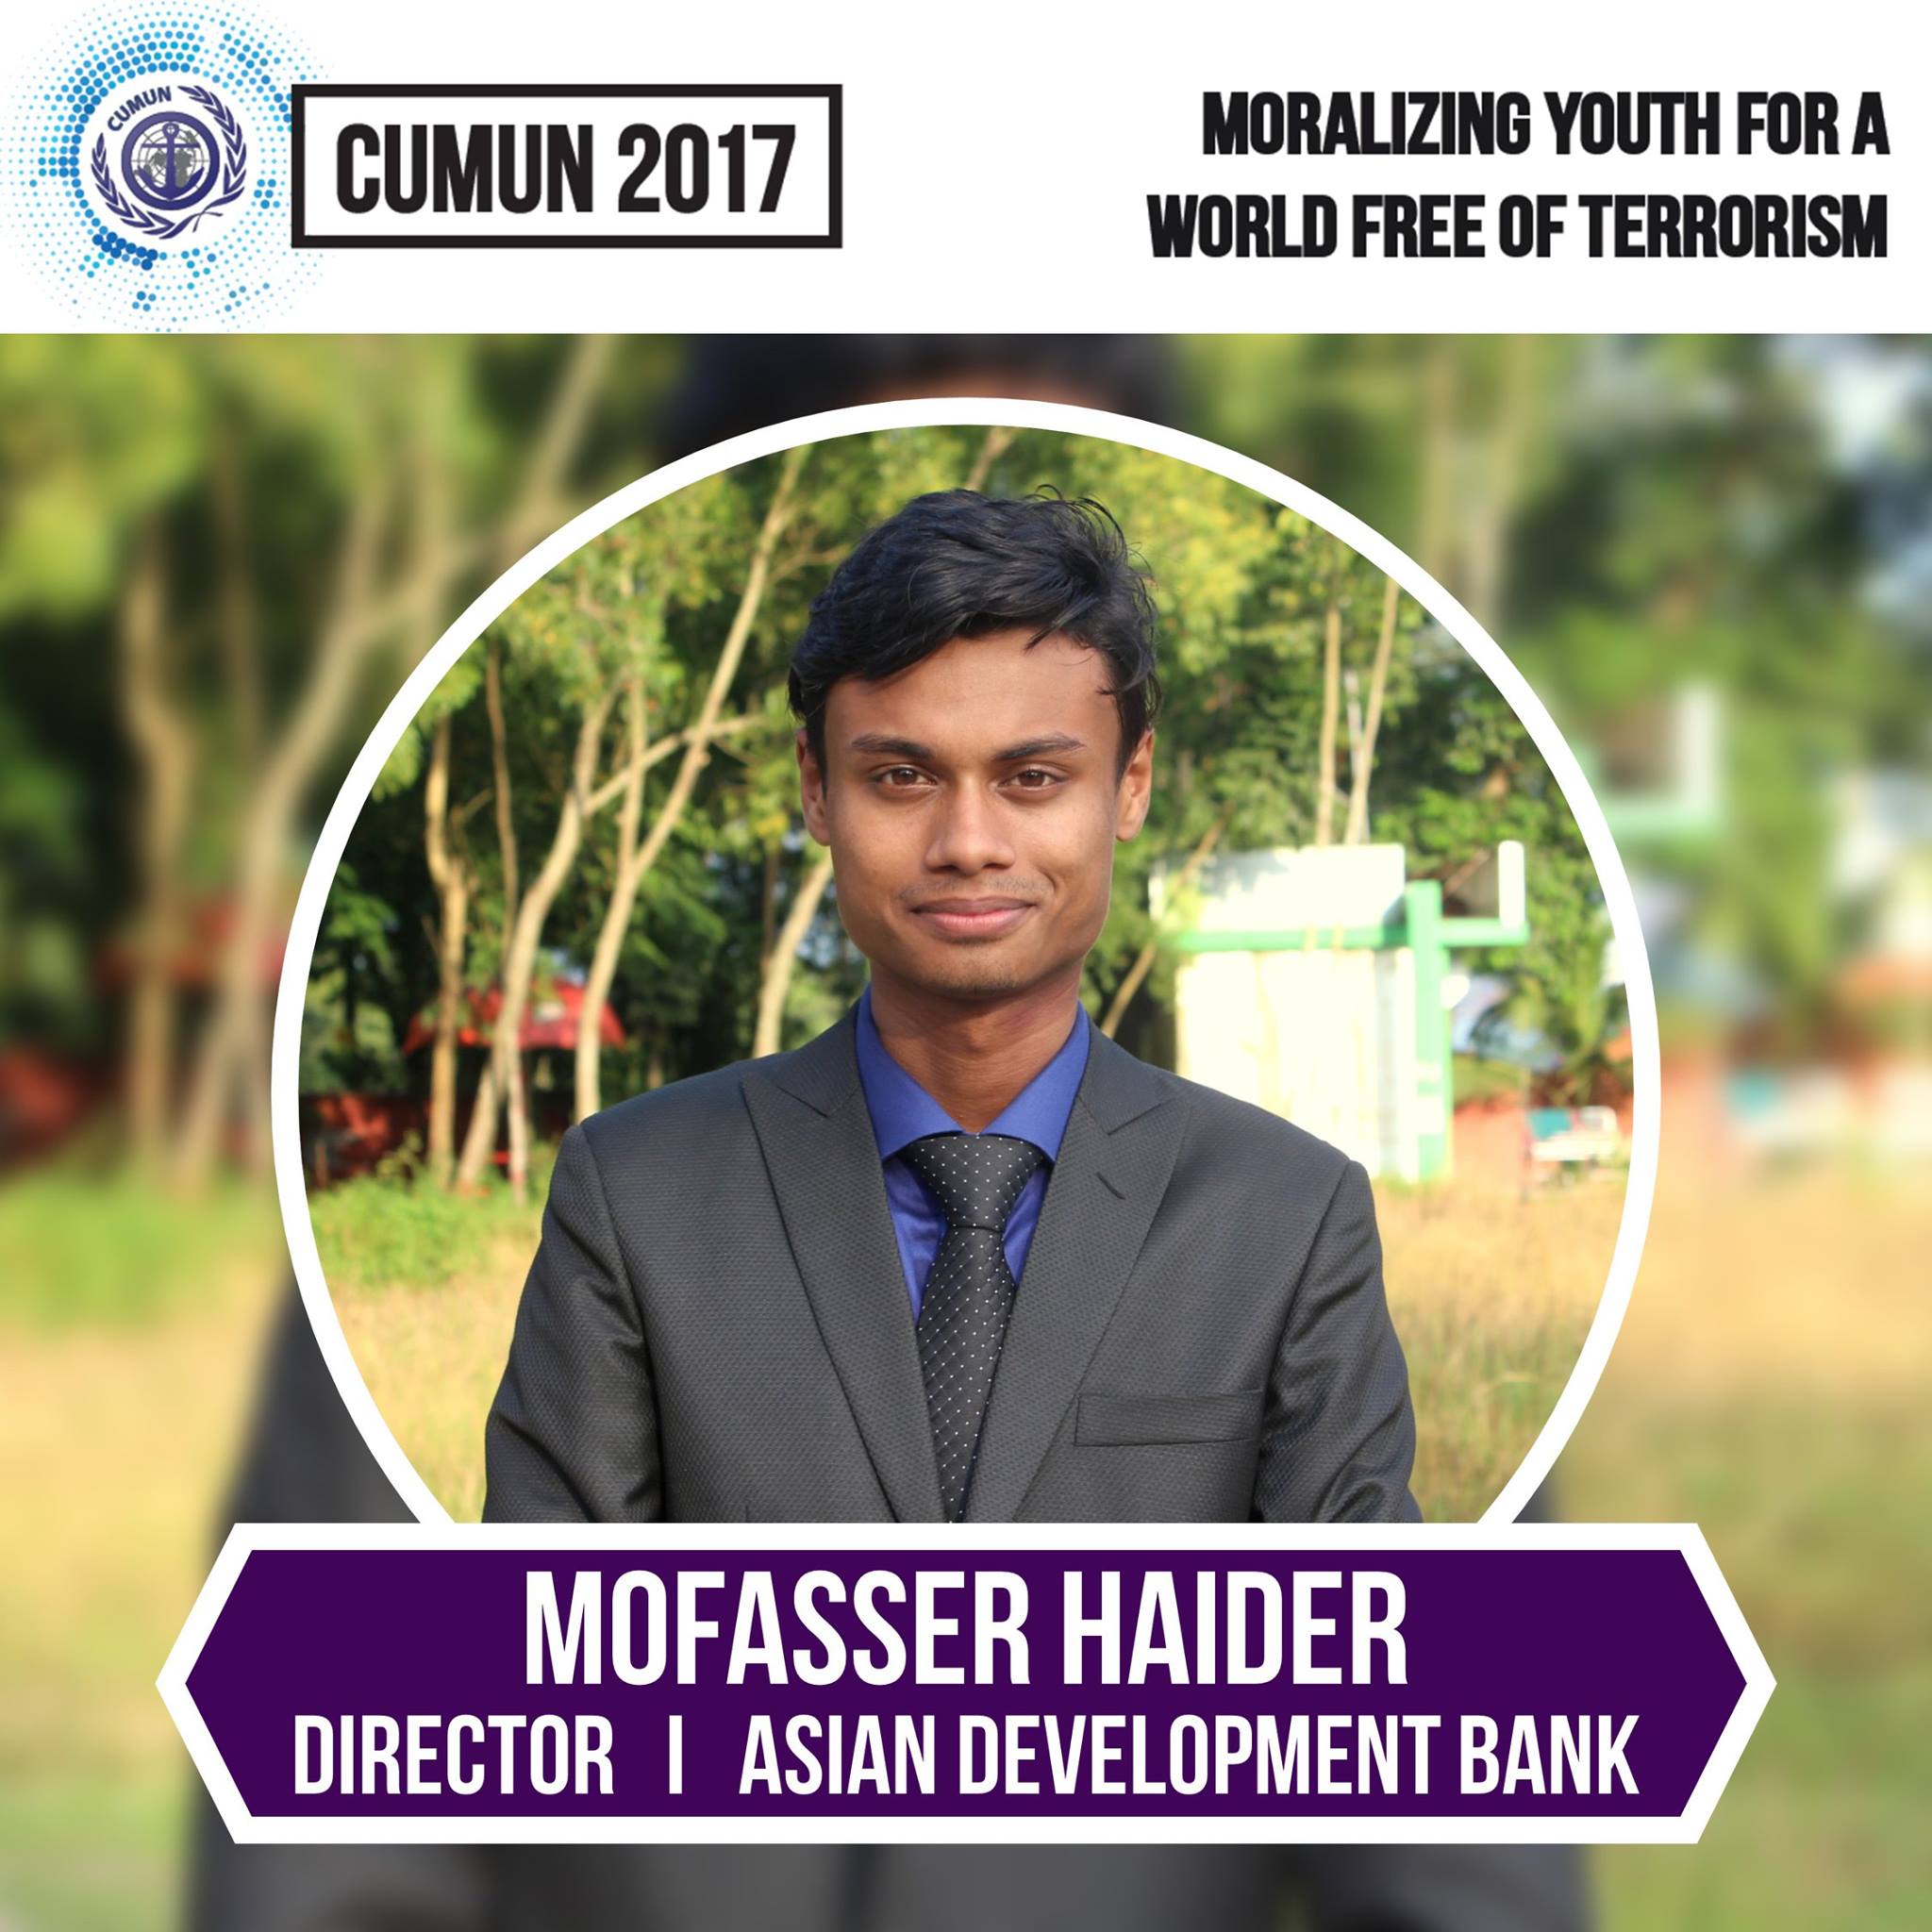 CUMUN
CUMUN 2017
MORALIZING YOUTH FOR A
WORLD FREE OF TERRORISM
MOFASSER HAIDER
DIRECTOR | ASIAN DEVELOPMENT BANK